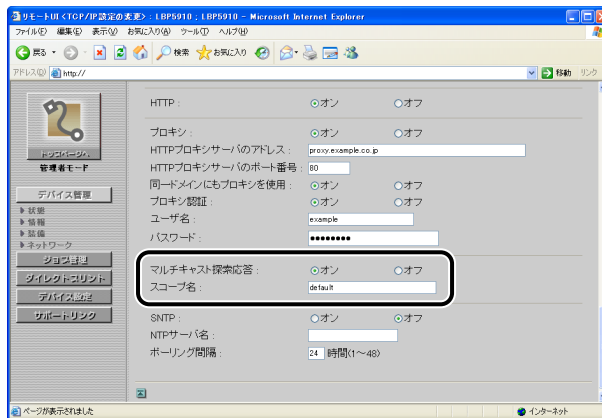 リモートUI <TCP/IP設定の変更> : LBP5910 ; LBP5910 - Microsoft Internet Explorer
ファイル(F) 編集(E) 表示(V) お気に入り(A) ツール(T) ヘルプ(H)
戻る 検索 お気に入り
アドレス(D) http:// 移動 リンク
トップページへ
管理者モード
デバイス管理
状態
情報
装備
ネットワーク
ジョブ管理
ダイレクトプリント
デバイス設定
サポートリンク
HTTP : オン オフ
プロキシ : オン オフ
HTTPプロキシサーバのアドレス : proxy.example.co.jp
HTTPプロキシサーバのポート番号 : 80
同一ドメインにもプロキシを使用 : オン オフ
プロキシ認証 : オン オフ
ユーザ名 : example
パスワード : ●●●●●●●●
マルチキャスト探索応答 : オン オフ
スコープ名 : default
SNTP : オン オフ
NTPサーバ名 :
ポーリング間隔 : 24 時間(1～48)
ページが表示されました インターネット